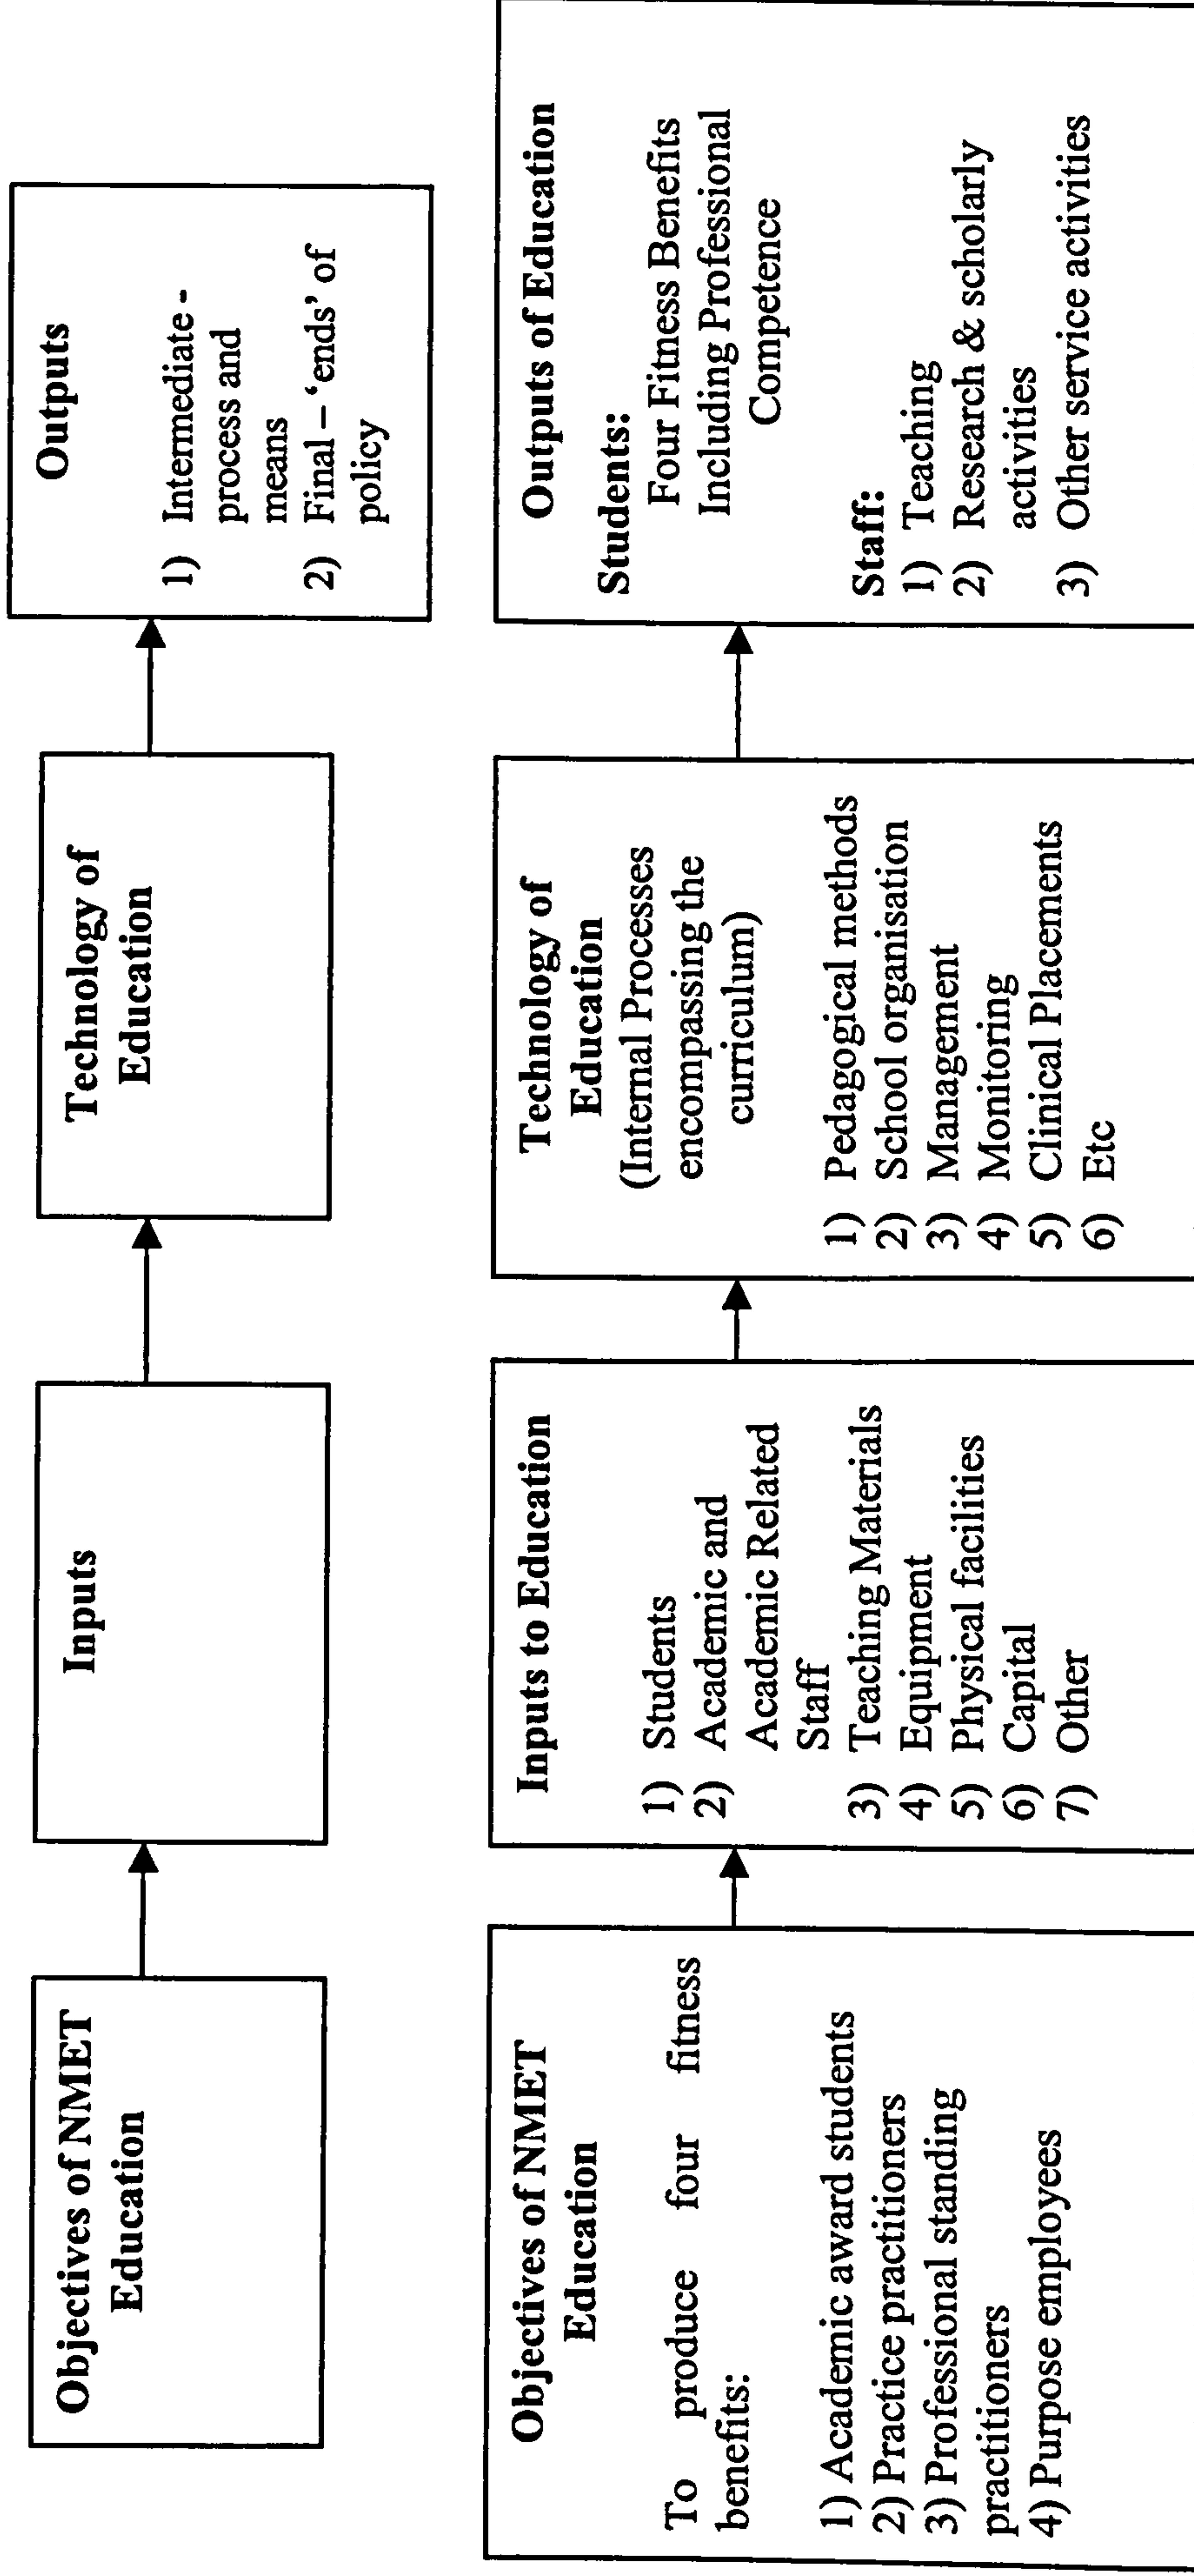 Objectives of NMET
Education
Inputs
Technology of
Education
Outputs
1) Intermediate -
process and
means
2) Final – ‘ends’ of
policy
Objectives of NMET
Education
To produce four fitness
benefits:
1) Academic award students
2) Practice practitioners
3) Professional standing
practitioners
4) Purpose employees
Inputs to Education
1) Students
2) Academic and
Academic Related
Staff
3) Teaching Materials
4) Equipment
5) Physical facilities
6) Capital
7) Other
Technology of
Education
(Internal Processes
encompassing the
curriculum)
1) Pedagogical methods
2) School organisation
3) Management
4) Monitoring
5) Clinical Placements
6) Etc
Outputs of Education
Students:
Four Fitness Benefits
Including Professional
Competence
Staff:
1) Teaching
2) Research & scholarly
activities
3) Other service activities